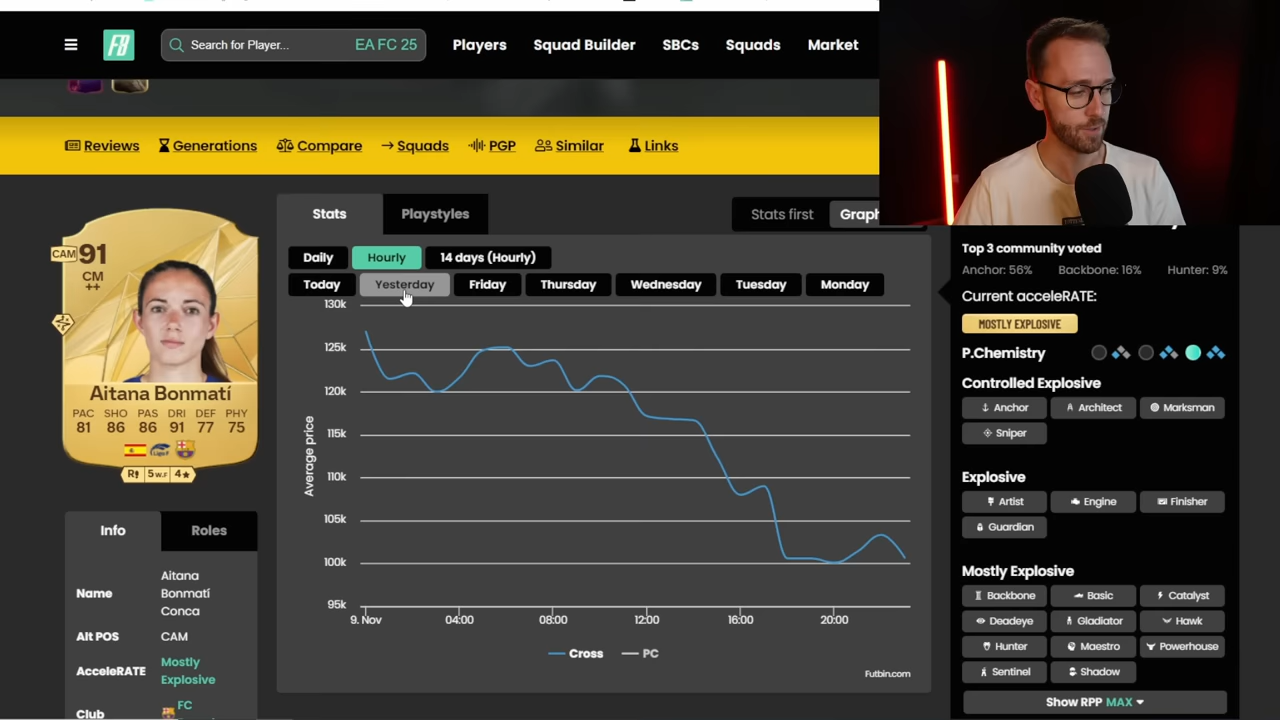 FB
Search for Player...
EA FC 25
Players
Squad Builder
SBCs
Squads
Market
Reviews
Generations
Compare
Squads
PGP
Similar
Links
CAM
91
CM
++
Aitana Bonmatí
PAC SHO PAS DRI DEF PHY
81 86 86 91 77 75
R 5 W.F 4★
Info
Roles
Name
Aitana
Bonmatí
Conca
Alt POS
CAM
AcceleRATE
Mostly
Explosive
Club
FC
Stats
Playstyles
Stats first
Graph
Daily
Hourly
14 days (Hourly)
Today
Yesterday
Friday
Thursday
Wednesday
Tuesday
Monday
Average price
130k
125k
120k
115k
110k
105k
100k
95k
9. Nov
04:00
08:00
12:00
16:00
20:00
Cross
PC
Futbin.com
Top 3 community voted
Anchor: 56%
Backbone: 16%
Hunter: 9%
Current acceleRATE:
MOSTLY EXPLOSIVE
P.Chemistry
Controlled Explosive
Anchor
Architect
Marksman
Sniper
Explosive
Artist
Engine
Finisher
Guardian
Mostly Explosive
Backbone
Basic
Catalyst
Deadeye
Gladiator
Hawk
Hunter
Maestro
Powerhouse
Sentinel
Shadow
Show RPP MAX